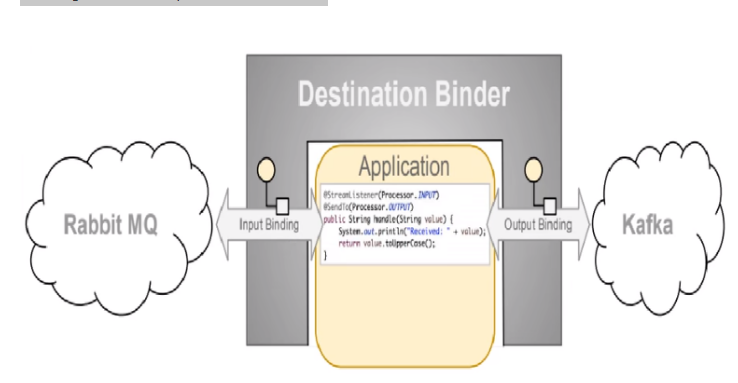 Destination Binder
Application
@StreamListener(Processor.INPUT)
@SendTo(Processor.OUTPUT)
public String handle(String value) {
System.out.println("Received: " + value);
return value.toUpperCase();
}
Rabbit MQ
Input Binding
Output Binding
Kafka